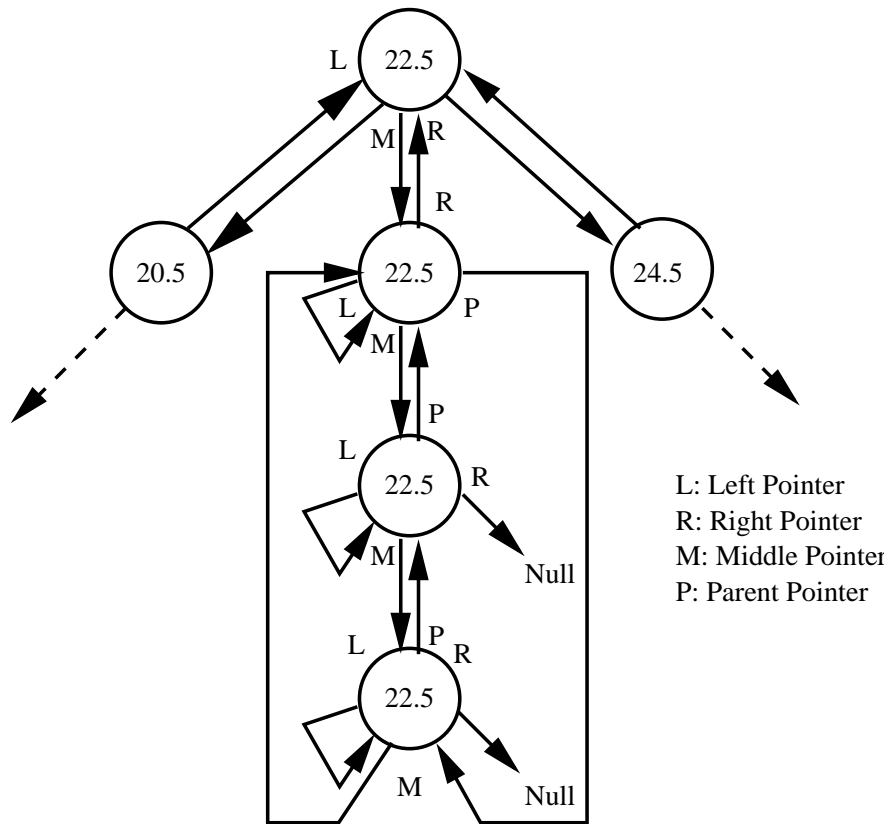 L 22.5
M R
R
20.5 22.5 24.5
L P
M
P
L 22.5 R
L: Left Pointer
R: Right Pointer
M: Middle Pointer
P: Parent Pointer
M Null
L P R
22.5
M Null